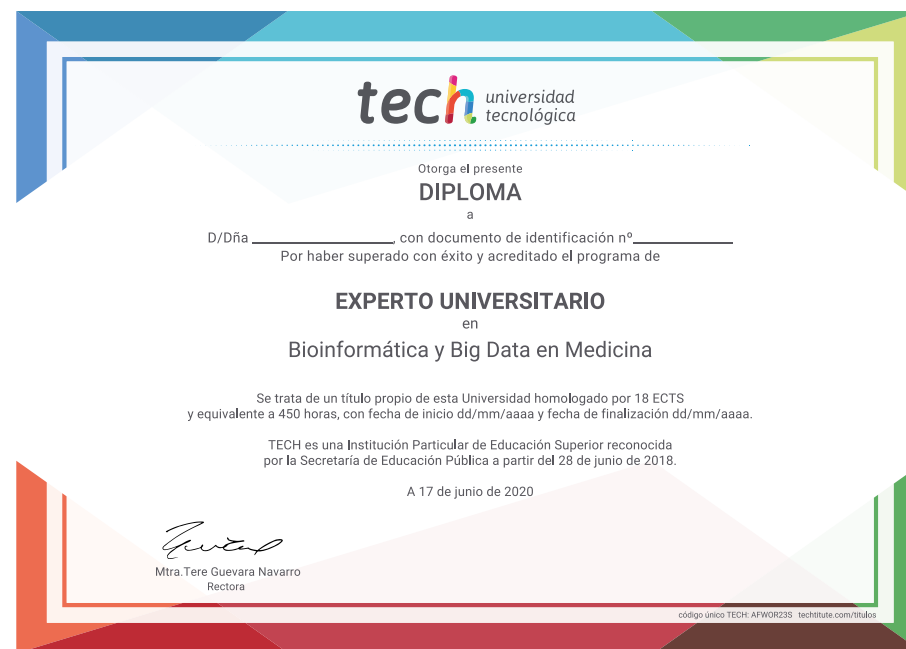 tech universidad
tecnológica
Otorga el presente
DIPLOMA
a
D/Dña ____________________, con documento de identificación nº______________
Por haber superado con éxito y acreditado el programa de
EXPERTO UNIVERSITARIO
en
Bioinformática y Big Data en Medicina
Se trata de un título propio de esta Universidad homologado por 18 ECTS
y equivalente a 450 horas, con fecha de inicio dd/mm/aaaa y fecha de finalización dd/mm/aaaa.
TECH es una Institución Particular de Educación Superior reconocida
por la Secretaría de Educación Pública a partir del 28 de junio de 2018.
A 17 de junio de 2020
Mtra.Tere Guevara Navarro
Rectora
código único TECH: AFWOR23S techtitute.com/titulos